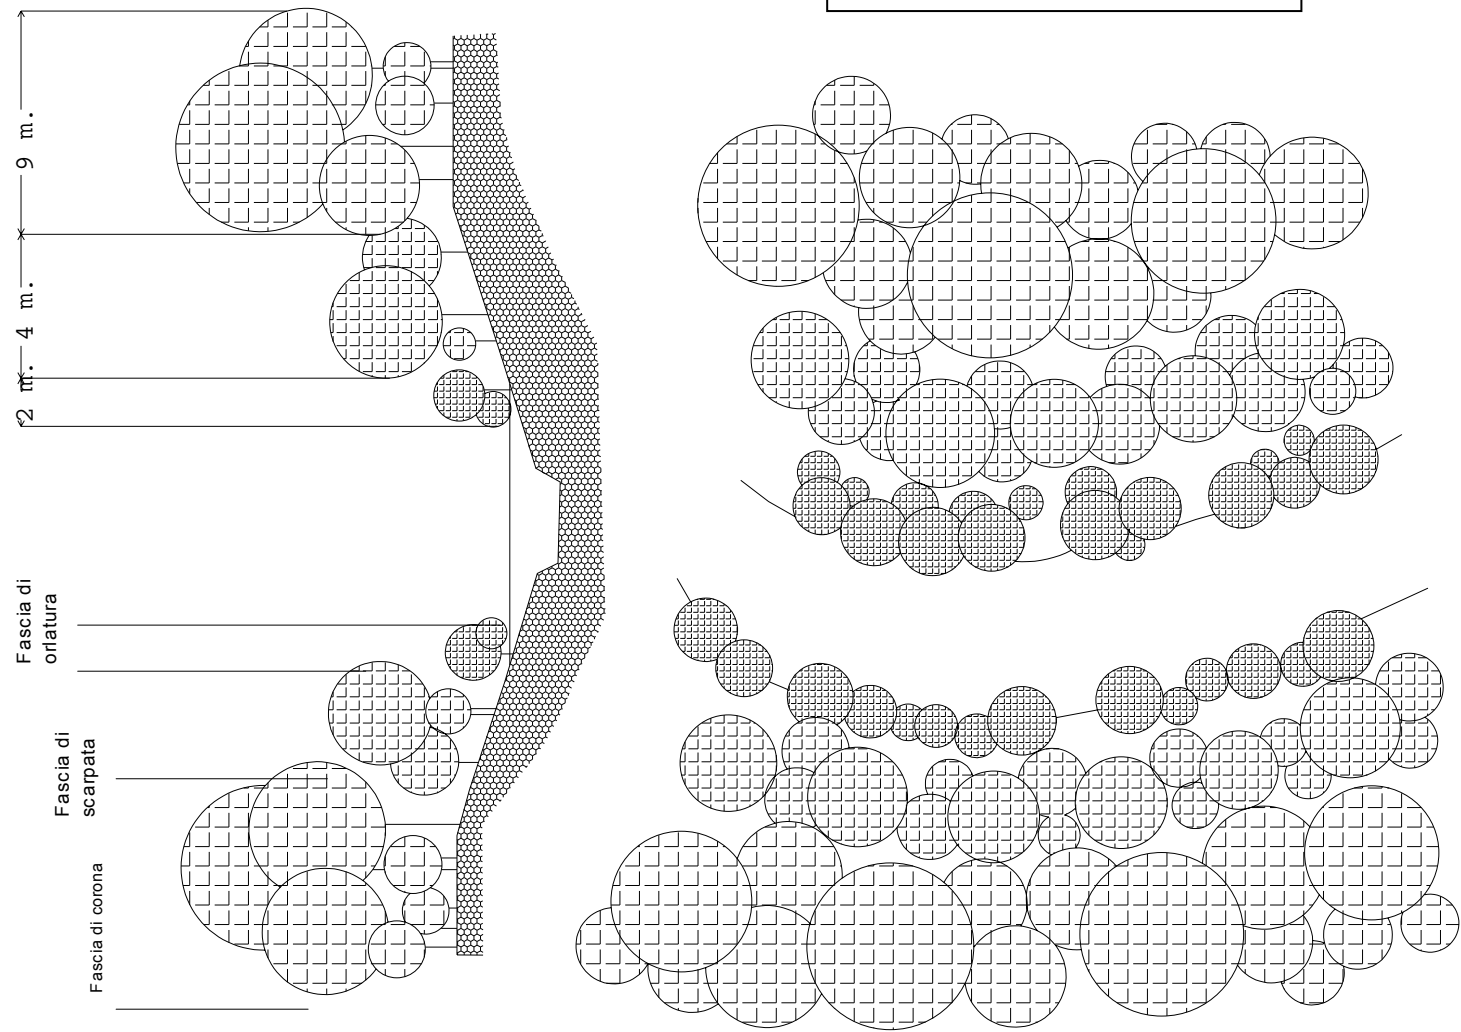 9 m.
4 m.
2 m.
Fascia di
orlatura
Fascia di
scarpata
Fascia di corona